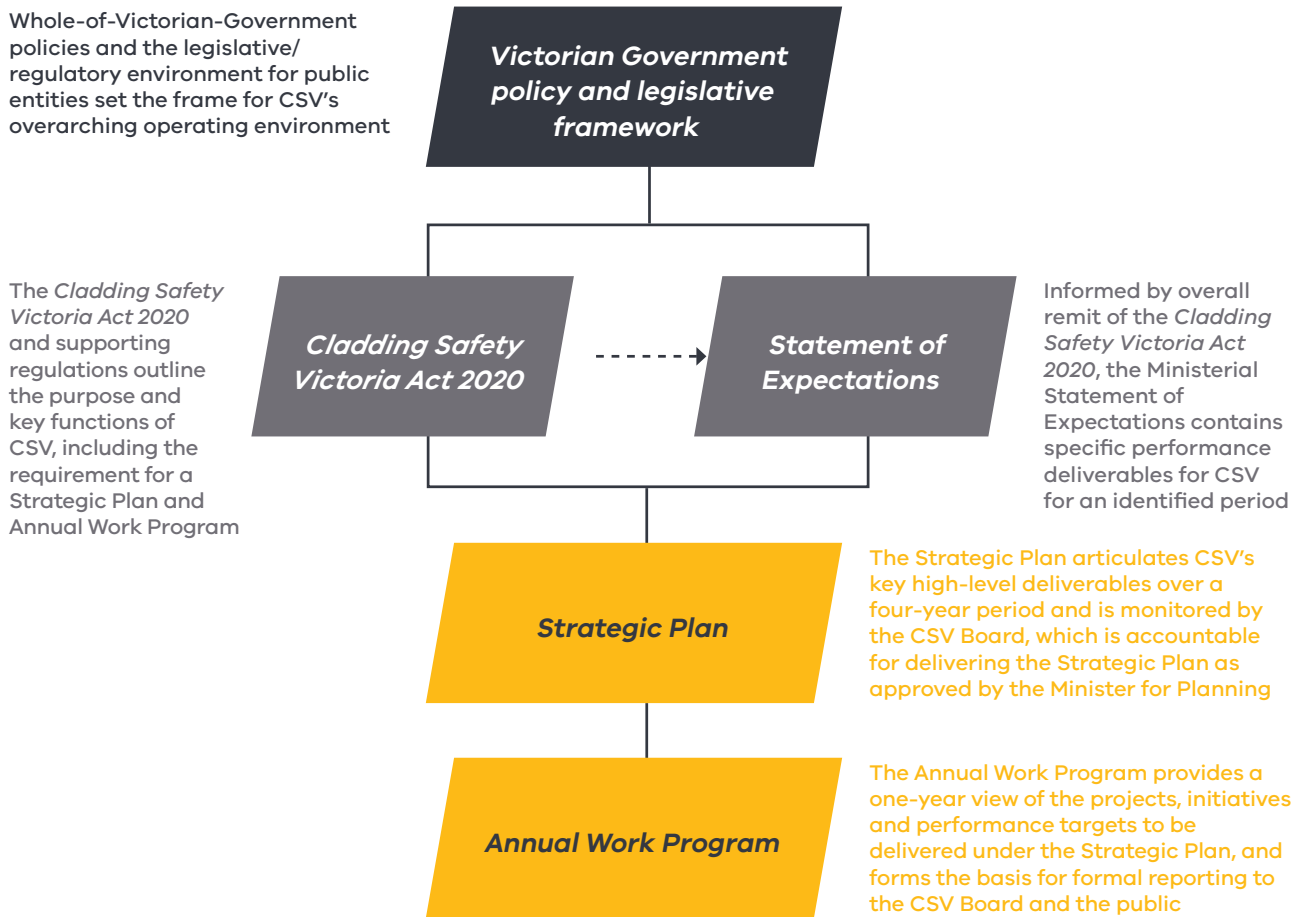 Whole-of-Victorian-Government
policies and the legislative/
regulatory environment for public
entities set the frame for CSV’s
overarching operating environment
Victorian Government
policy and legislative
framework
The Cladding Safety
Victoria Act 2020
and supporting
regulations outline
the purpose and
key functions of
CSV, including the
requirement for a
Strategic Plan and
Annual Work Program
Cladding Safety
Victoria Act 2020
Statement of
Expectations
Informed by overall
remit of the Cladding
Safety Victoria Act
2020, the Ministerial
Statement of
Expectations contains
specific performance
deliverables for CSV
for an identified period
Strategic Plan
The Strategic Plan articulates CSV’s
key high-level deliverables over a
four-year period and is monitored by
the CSV Board, which is accountable
for delivering the Strategic Plan as
approved by the Minister for Planning
Annual Work Program
The Annual Work Program provides a
one-year view of the projects, initiatives
and performance targets to be
delivered under the Strategic Plan, and
forms the basis for formal reporting to
the CSV Board and the public